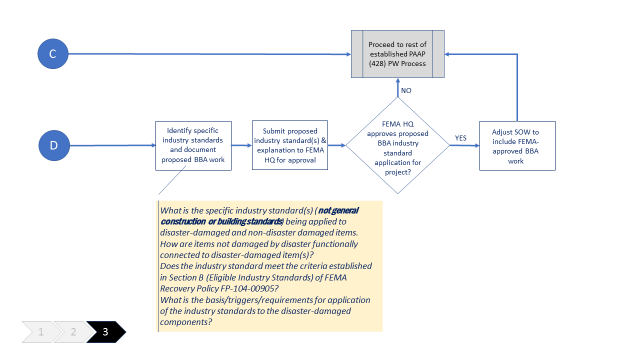 C
Proceed to rest of
established PAAP
(428) PW Process
NO
D
Identify specific
industry standards
and document
proposed BBA work
Submit proposed
industry standard(s) &
explanation to FEMA
HQ for approval
FEMA HQ
approves proposed
BBA industry
standard
application for
project?
YES
Adjust SOW to
include FEMA-
approved BBA
work
What is the specific industry standard(s) (not general
construction or building standards) being applied to
disaster-damaged and non-disaster damaged items.
How are items not damaged by disaster functionally
connected to disaster-damaged item(s)?
Does the industry standard meet the criteria established
in Section B (Eligible Industry Standards) of FEMA
Recovery Policy FP-104-00905?
What is the basis/triggers/requirements for application
of the industry standards to the disaster-damaged
components?
1
2
3